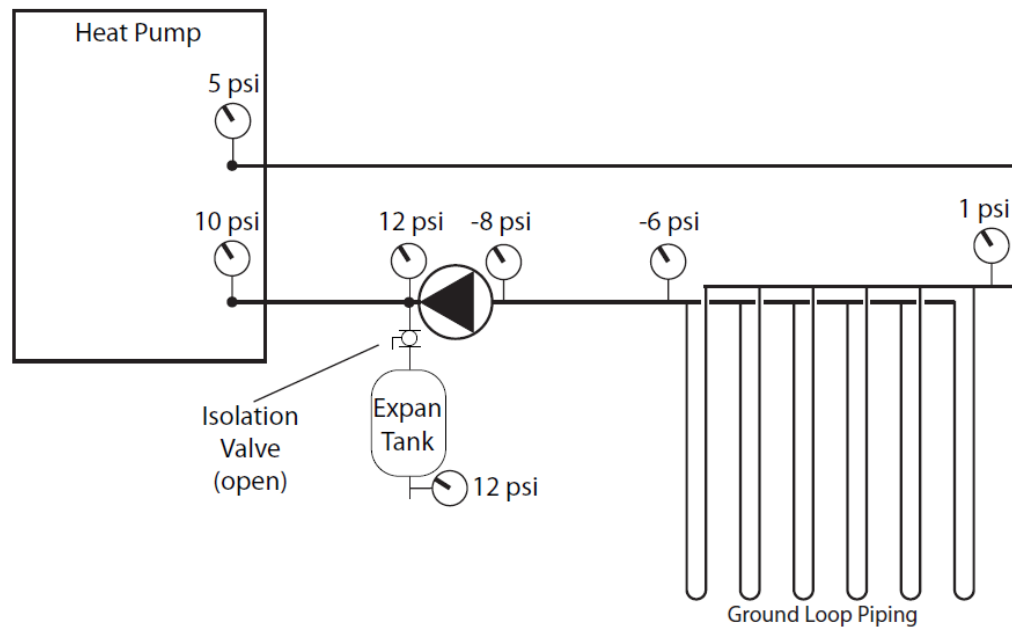 Heat Pump
5 psi
10 psi
12 psi
-8 psi
-6 psi
1 psi
Isolation
Valve
(open)
Expan
Tank
12 psi
Ground Loop Piping